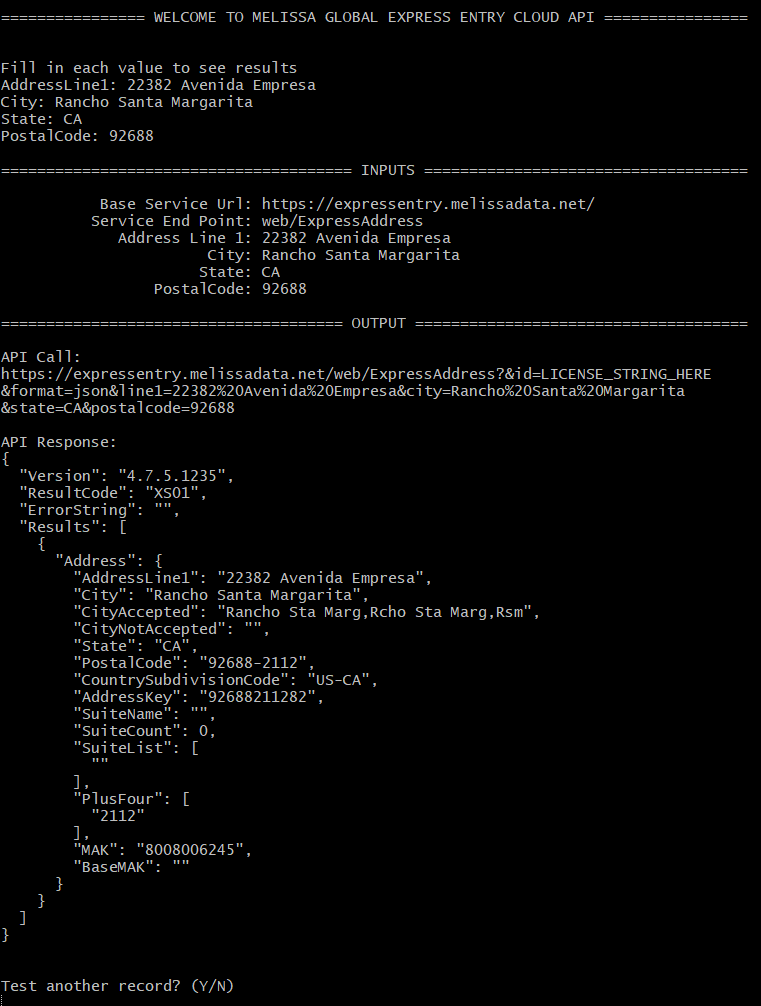 ================ WELCOME TO MELISSA GLOBAL EXPRESS ENTRY CLOUD API ================
Fill in each value to see results
AddressLine1: 22382 Avenida Empresa
City: Rancho Santa Margarita
State: CA
PostalCode: 92688
======================================= INPUTS ====================================
Base Service Url: https://expressentry.melissadata.net/
Service End Point: web/ExpressAddress
Address Line 1: 22382 Avenida Empresa
City: Rancho Santa Margarita
State: CA
PostalCode: 92688
====================================== OUTPUT =====================================
API Call:
https://expressentry.melissadata.net/web/ExpressAddress?&id=LICENSE_STRING_HERE
&format=json&line1=22382%20Avenida%20Empresa&city=Rancho%20Santa%20Margarita
&state=CA&postalcode=92688
API Response:
{
  "Version": "4.7.5.1235",
  "ResultCode": "XS01",
  "ErrorString": "",
  "Results": [
    {
      "Address": {
        "AddressLine1": "22382 Avenida Empresa",
        "City": "Rancho Santa Margarita",
        "CityAccepted": "Rancho Sta Marg,Rcho Sta Marg,Rsm",
        "CityNotAccepted": "",
        "State": "CA",
        "PostalCode": "92688-2112",
        "CountrySubdivisionCode": "US-CA",
        "AddressKey": "92688211282",
        "SuiteName": "",
        "SuiteCount": 0,
        "SuiteList": [
          ""
        ],
        "PlusFour": [
          "2112"
        ],
        "MAK": "8008006245",
        "BaseMAK": ""
      }
    }
  ]
}
Test another record? (Y/N)